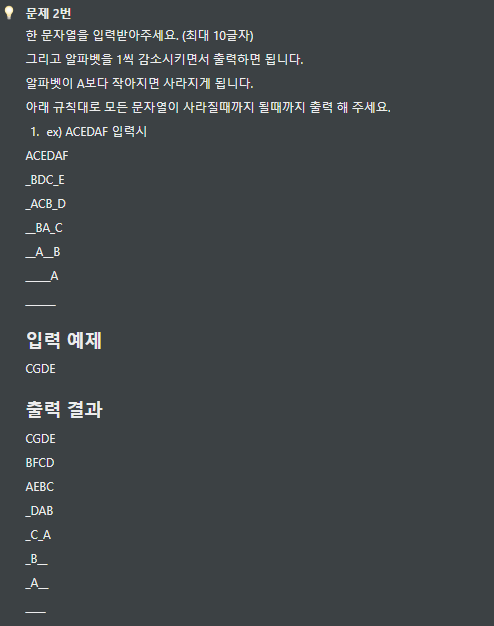 문제 2번
한 문자열을 입력받아주세요. (최대 10글자)
그리고 알파벳을 1씩 감소시키면서 출력하면 됩니다.
알파벳이 A보다 작아지면 사라지게 됩니다.
아래 규칙대로 모든 문자열이 사라질때까지 될때까지 출력 해 주세요.
1. ex) ACEDAF 입력시
ACEDAF
_BDC_E
_ACB_D
__BA_C
__A__B
_____A
______
입력 예제
CGDE
출력 결과
CGDE
BFCD
AEBC
_DAB
_C_A
_B__
_A__
____